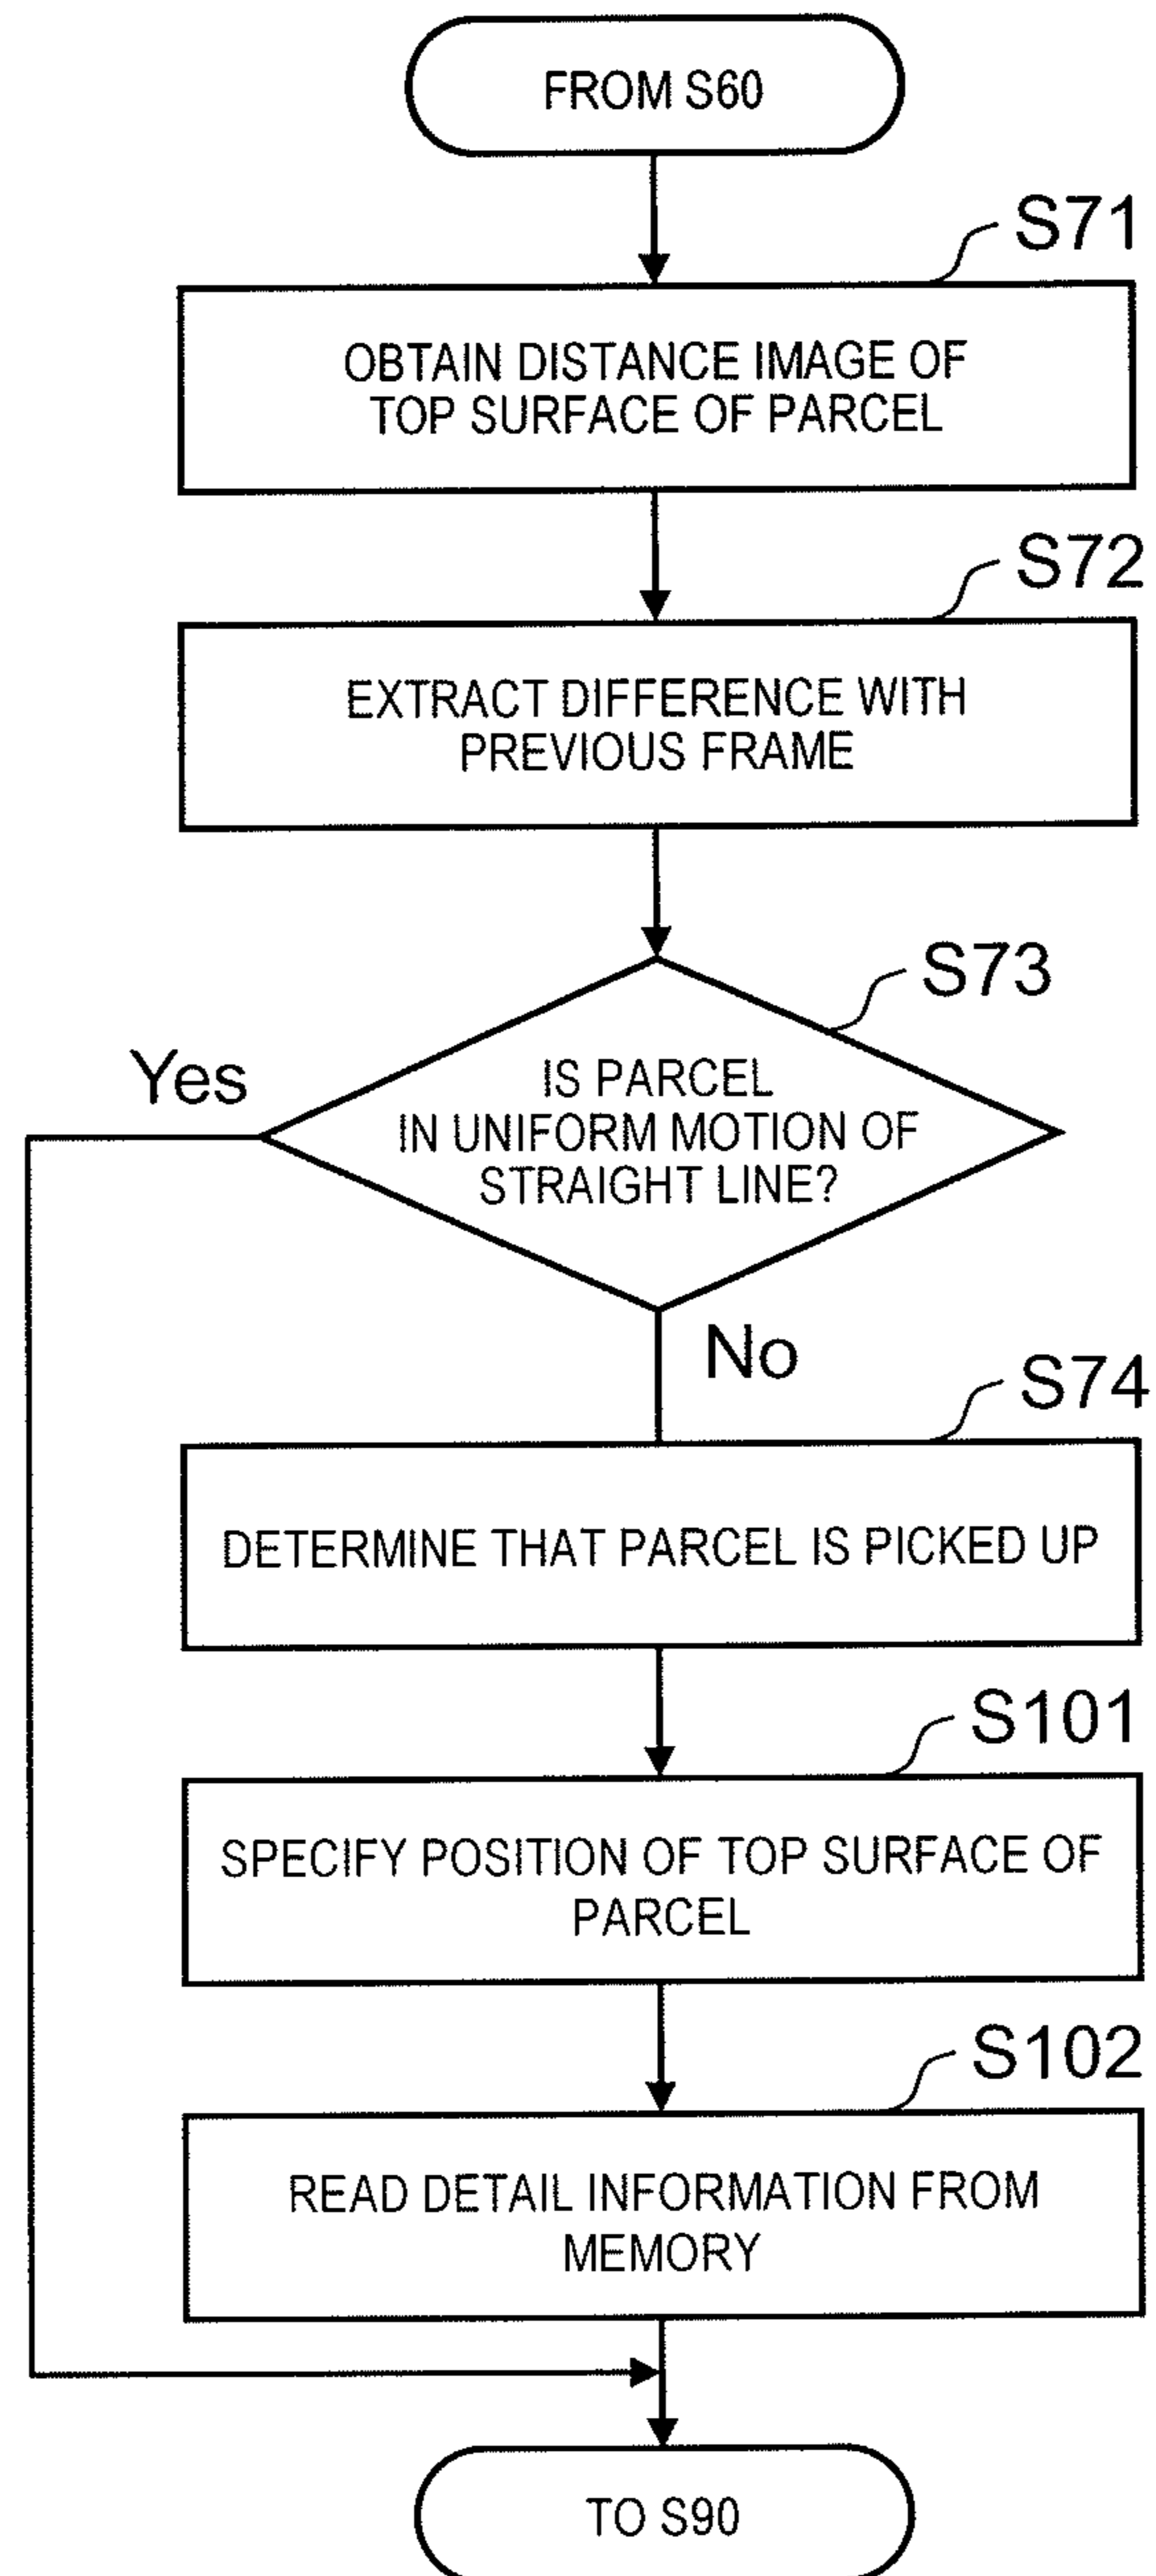 FROM S60
S71
OBTAIN DISTANCE IMAGE OF
TOP SURFACE OF PARCEL
S72
EXTRACT DIFFERENCE WITH
PREVIOUS FRAME
S73
IS PARCEL
IN UNIFORM MOTION OF
STRAIGHT LINE?
Yes
No
S74
DETERMINE THAT PARCEL IS PICKED UP
S101
SPECIFY POSITION OF TOP SURFACE OF
PARCEL
S102
READ DETAIL INFORMATION FROM
MEMORY
TO S90